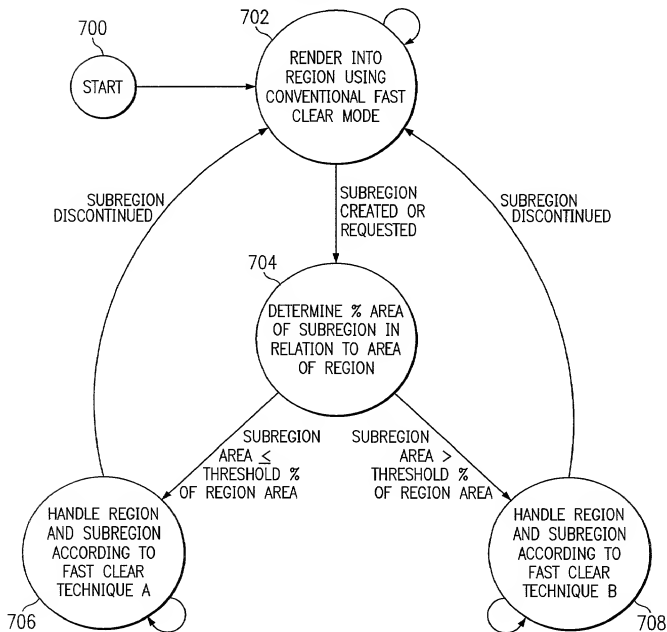 700
START
702
RENDER INTO
REGION USING
CONVENTIONAL FAST
CLEAR MODE
SUBREGION
DISCONTINUED
SUBREGION
CREATED OR
REQUESTED
SUBREGION
DISCONTINUED
704
DETERMINE % AREA
OF SUBREGION IN
RELATION TO AREA
OF REGION
SUBREGION
AREA ≤
THRESHOLD %
OF REGION AREA
SUBREGION
AREA >
THRESHOLD %
OF REGION AREA
HANDLE REGION
AND SUBREGION
ACCORDING TO
FAST CLEAR
TECHNIQUE A
706
HANDLE REGION
AND SUBREGION
ACCORDING TO
FAST CLEAR
TECHNIQUE B
708